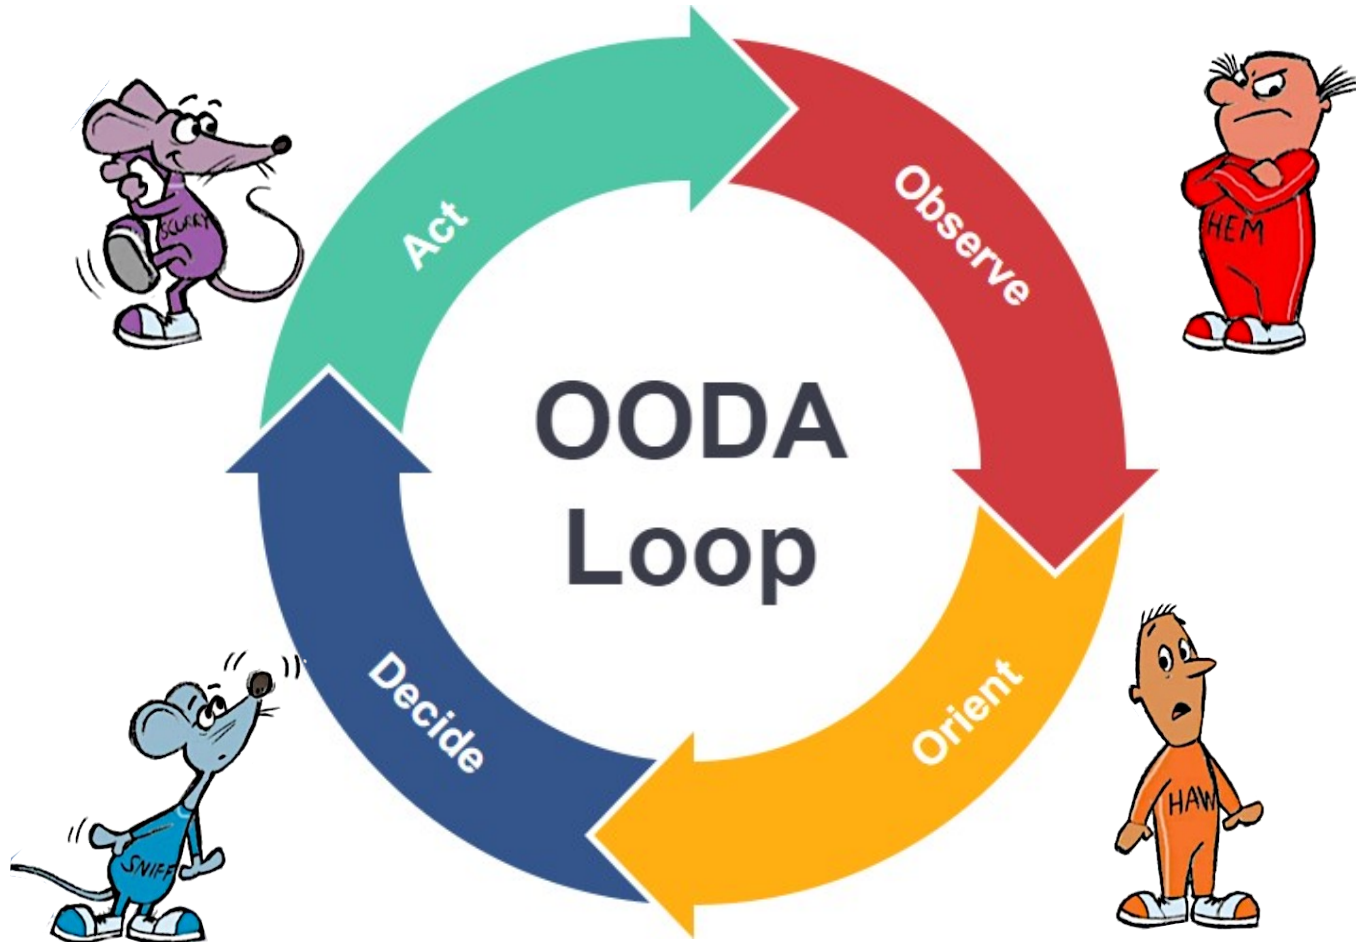 SCURRY
Act
Observe
HEM
OODA
Loop
Decide
Orient
SNIFF
HAW